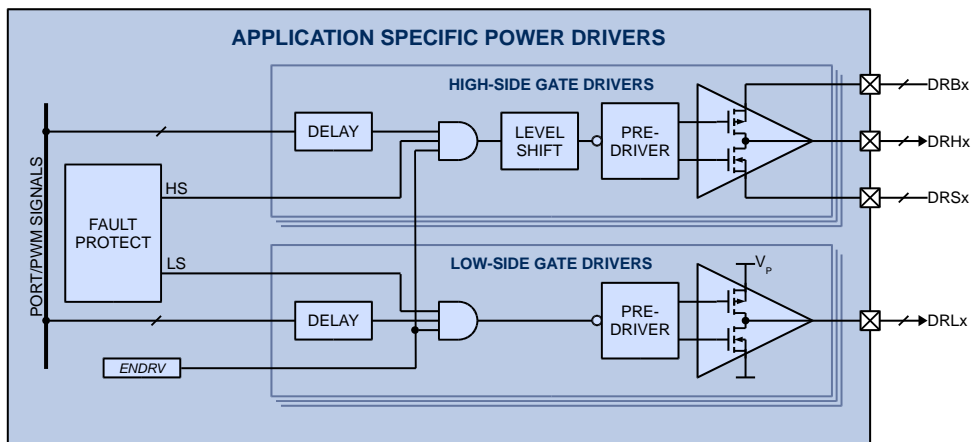 APPLICATION SPECIFIC POWER DRIVERS
HIGH-SIDE GATE DRIVERS
DRBx
DELAY
LEVEL
SHIFT
PRE-
DRIVER
DRHx
HS
DRSx
PORT/PWM SIGNALS
FAULT
PROTECT
LS
LOW-SIDE GATE DRIVERS
VP
DELAY
PRE-
DRIVER
DRLx
ENDRV